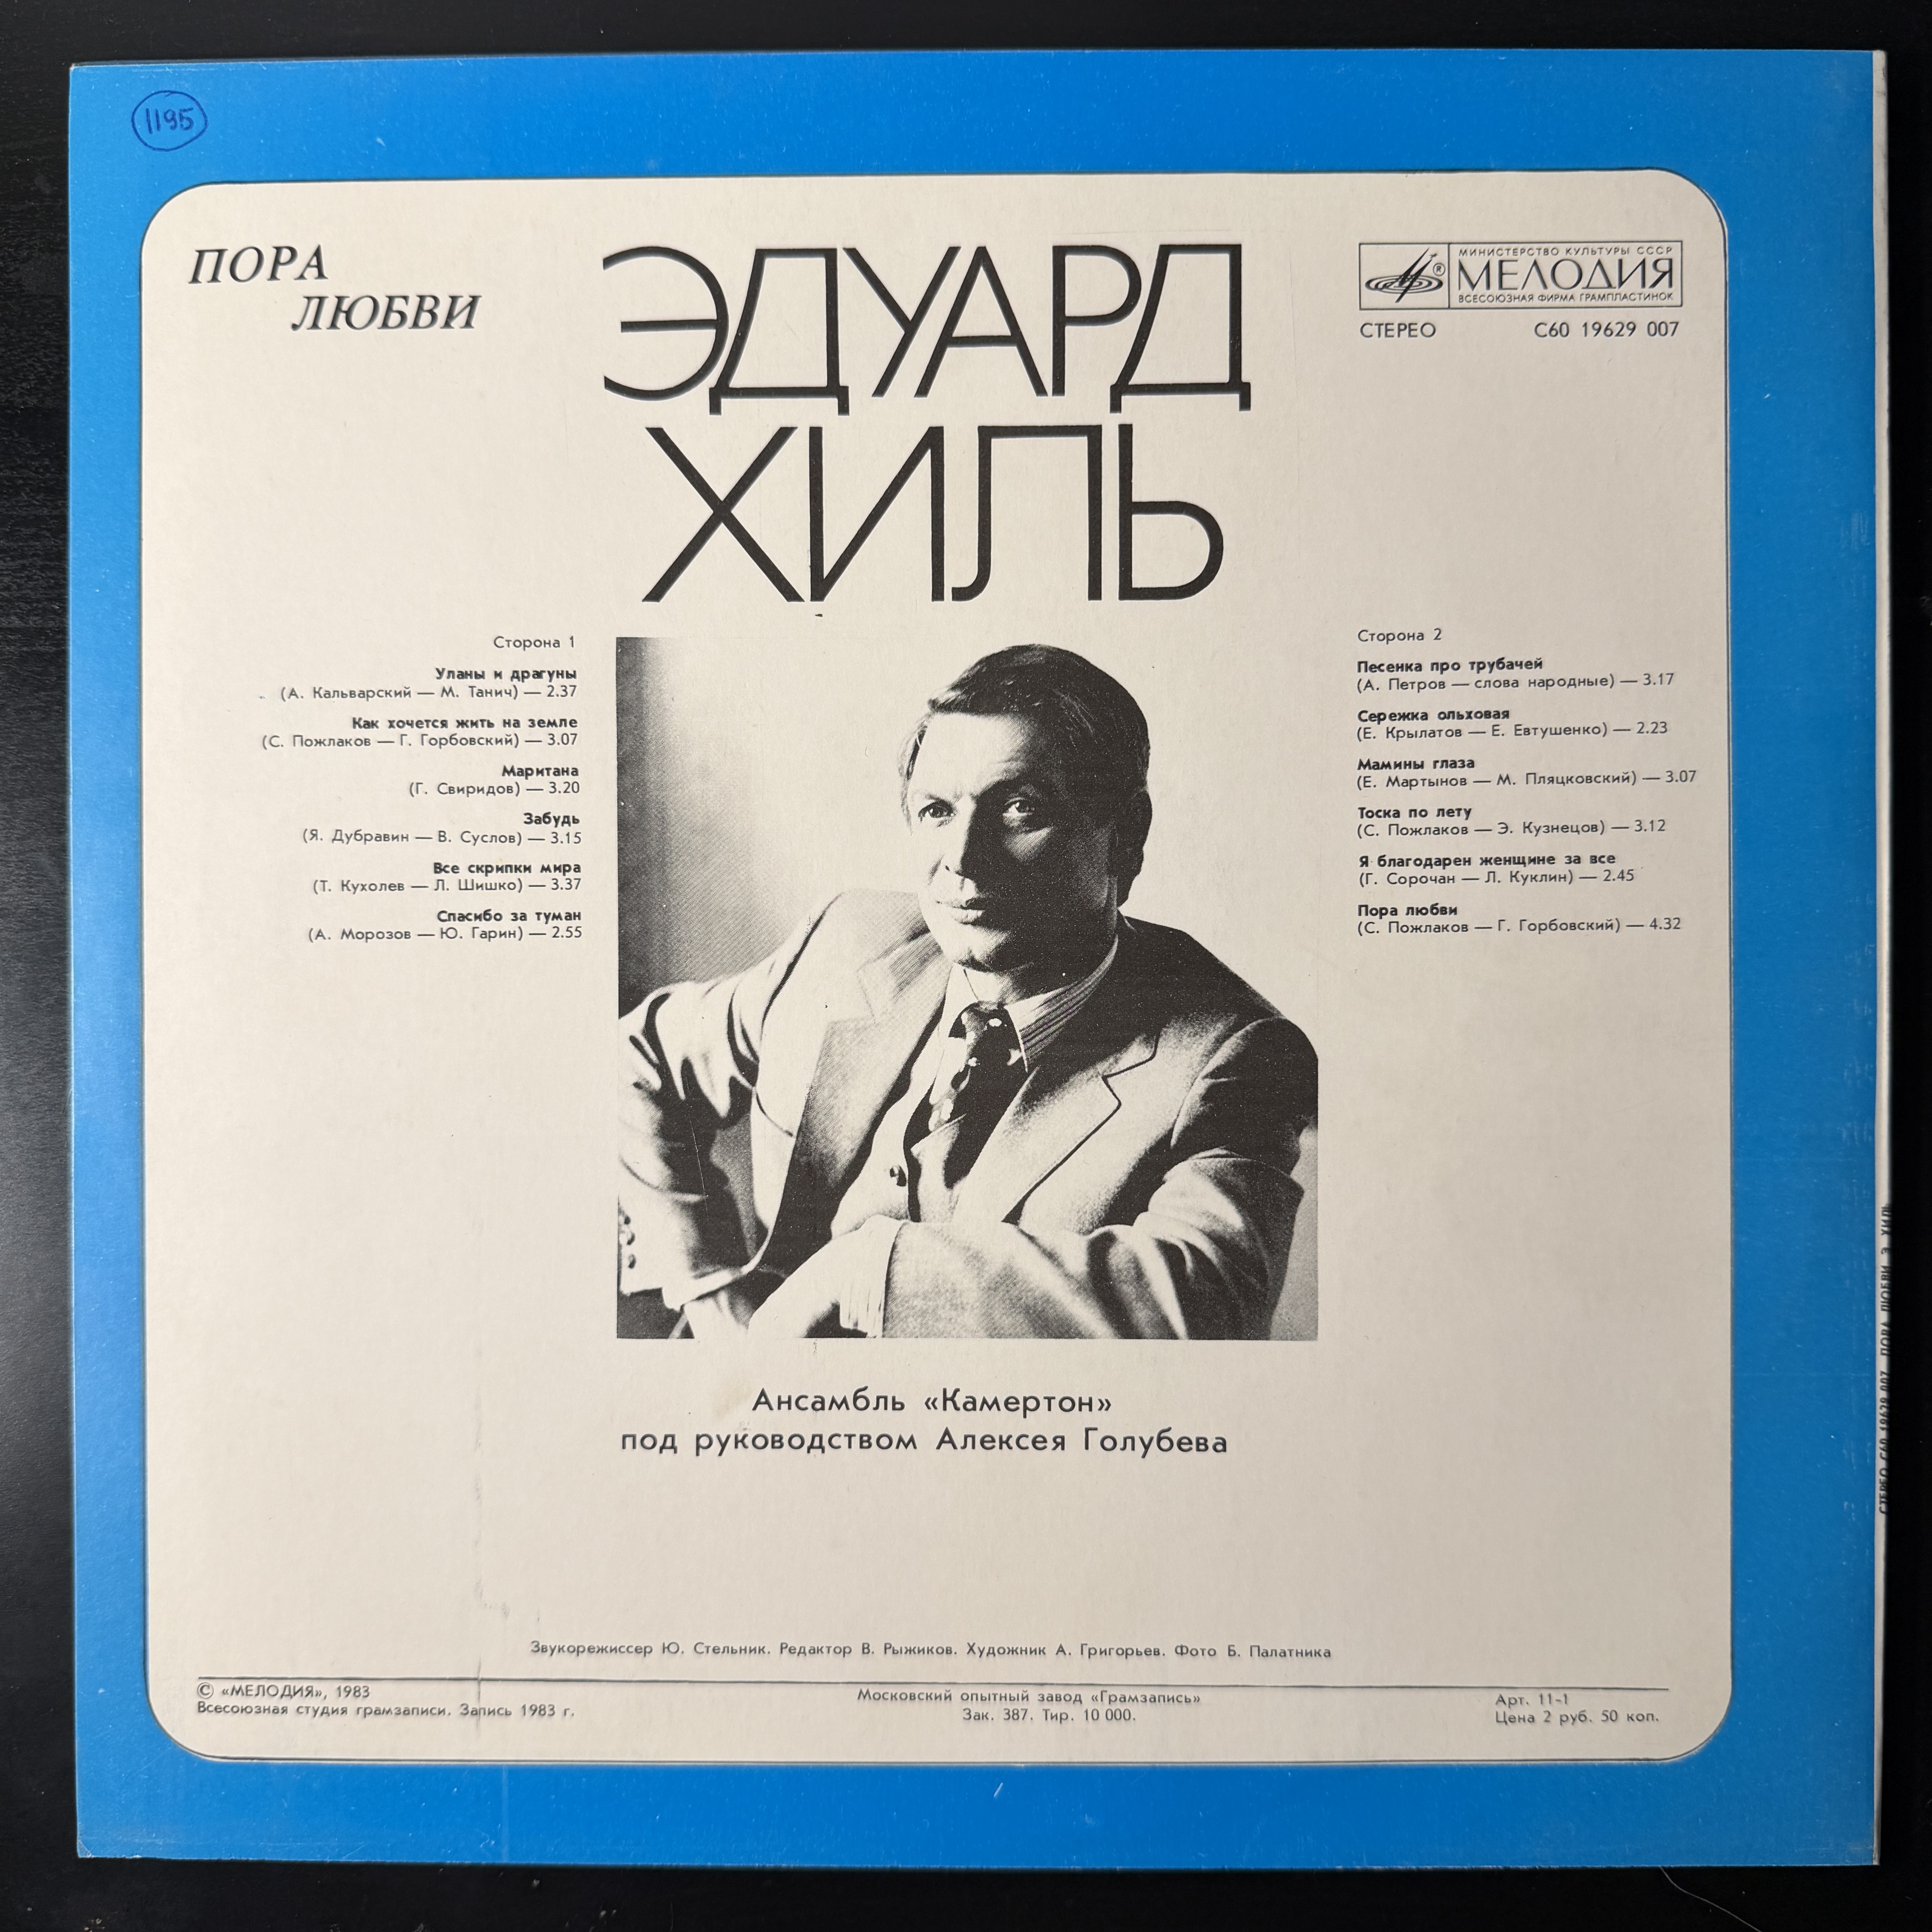 1195
ПОРА
ЛЮБВИ
ЭДУАРД
ХИЛЬ
МИНИСТЕРСТВО КУЛЬТУРЫ СССР
®
МЕЛОДИЯ
ВСЕСОЮЗНАЯ ФИРМА ГРАМПЛАСТИНОК
СТЕРЕО С60 19629 007
Сторона 1
Уланы и драгуны
(А. Кальварский — М. Танич) — 2.37
Как хочется жить на земле
(С. Пожлаков — Г. Горбовский) — 3.07
Маритана
(Г. Свиридов) — 3.20
Забудь
(Я. Дубравин — В. Суслов) — 3.15
Все скрипки мира
(Т. Кухолев — Л. Шишко) — 3.37
Спасибо за туман
(А. Морозов — Ю. Гарин) — 2.55
Сторона 2
Песенка про трубачей
(А. Петров — слова народные) — 3.17
Сережка ольховая
(Е. Крылатов — Е. Евтушенко) — 2.23
Мамины глаза
(Е. Мартынов — М. Пляцковский) — 3.07
Тоска по лету
(С. Пожлаков — Э. Кузнецов) — 3.12
Я благодарен женщине за все
(Г. Сорочан — Л. Куклин) — 2.45
Пора любви
(С. Пожлаков — Г. Горбовский) — 4.32
Ансамбль «Камертон»
под руководством Алексея Голубева
Звукорежиссер Ю. Стельник. Редактор В. Рыжиков. Художник А. Григорьев. Фото Б. Палатника
© «МЕЛОДИЯ», 1983
Всесоюзная студия грамзаписи. Запись 1983 г.
Московский опытный завод «Грамзапись»
Зак. 387. Тир. 10 000.
Арт. 11-1
Цена 2 руб. 50 коп.
СТЕРЕО С60 19629 007 ПОРА ЛЮБВИ Э. ХИЛЬ